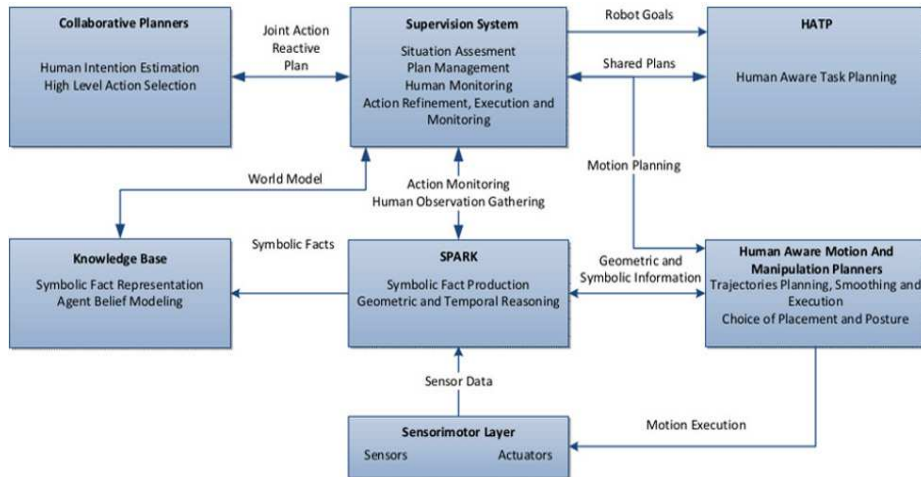 Collaborative Planners
Human Intention Estimation
High Level Action Selection
Joint Action
Reactive
Plan
Supervision System
Situation Assesment
Plan Management
Human Monitoring
Action Refinement, Execution and
Monitoring
Robot Goals
Shared Plans
HATP
Human Aware Task Planning
World Model
Action Monitoring
Human Observation Gathering
Motion Planning
Knowledge Base
Symbolic Fact Representation
Agent Belief Modeling
Symbolic Facts
SPARK
Symbolic Fact Production
Geometric and Temporal Reasoning
Geometric and
Symbolic Information
Human Aware Motion And
Manipulation Planners
Trajectories Planning, Smoothing and
Execution
Choice of Placement and Posture
Sensor Data
Sensorimotor Layer
Sensors
Actuators
Motion Execution